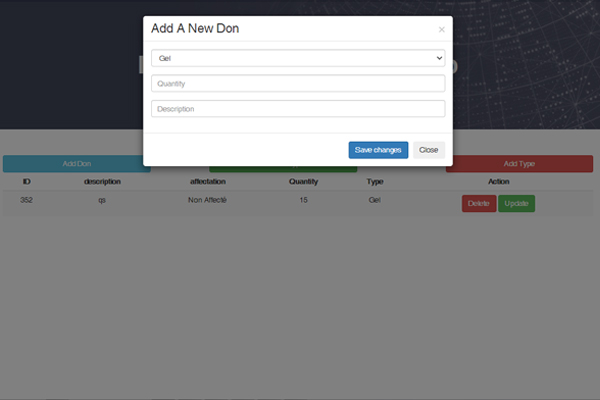 Add A New Don
×
Gel
Quantity
Description
Save changes Close
Add Don Add Type
ID description affectation Quantity Type Action
352 qs Non Affecté 15 Gel Delete Update